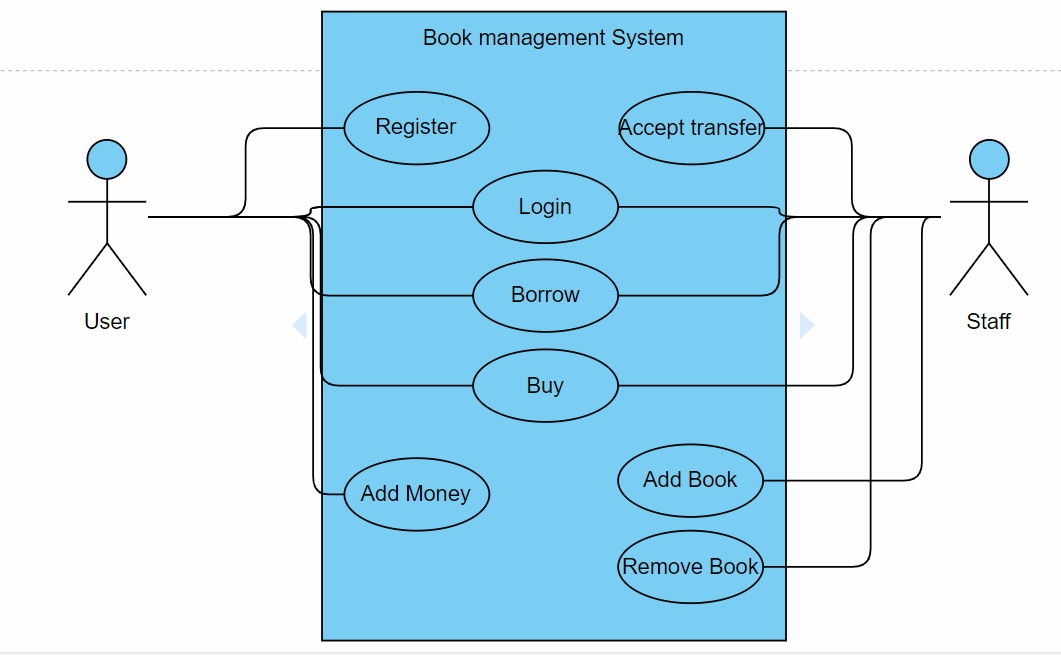 Book management System
Register
Accept transfer
Login
Borrow
User
Staff
Buy
Add Money
Add Book
Remove Book